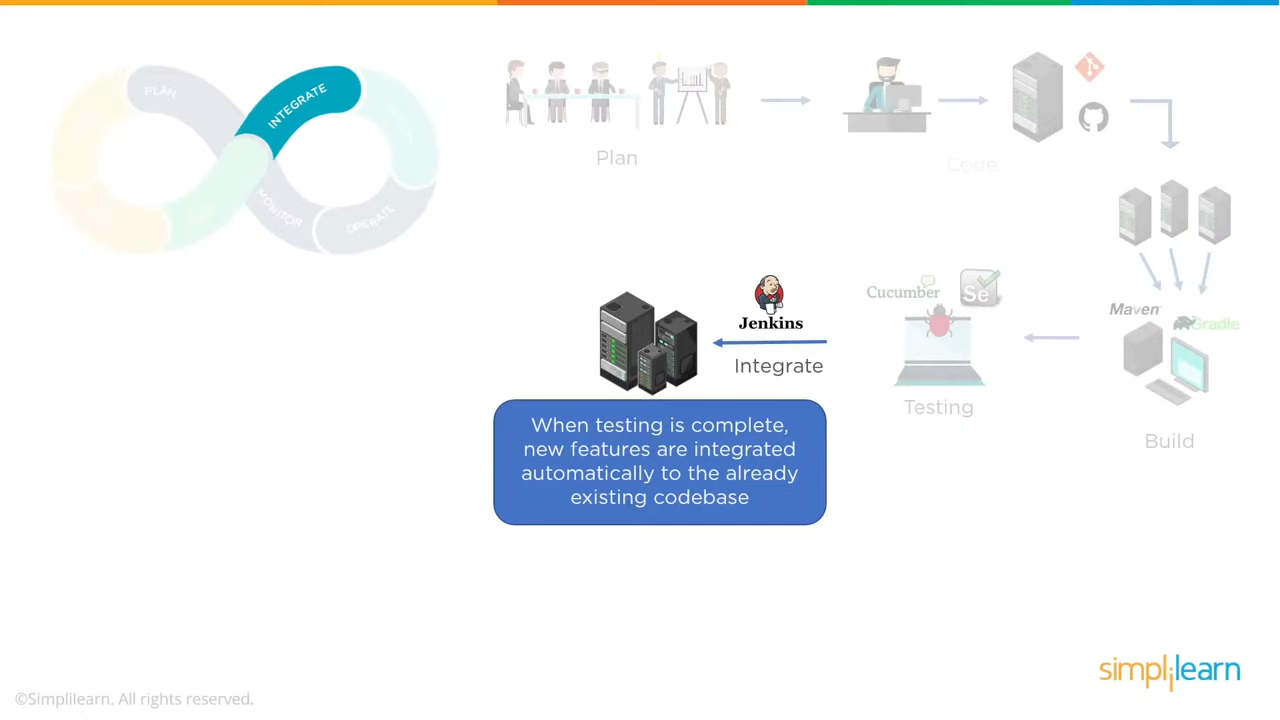 PLAN
INTEGRATE
MONITOR
OPERATE
Plan
Code
Cucumber
Se
Maven
Gradle
Jenkins
Integrate
Testing
Build
When testing is complete,
new features are integrated
automatically to the already
existing codebase
simplilearn
©Simplilearn. All rights reserved.